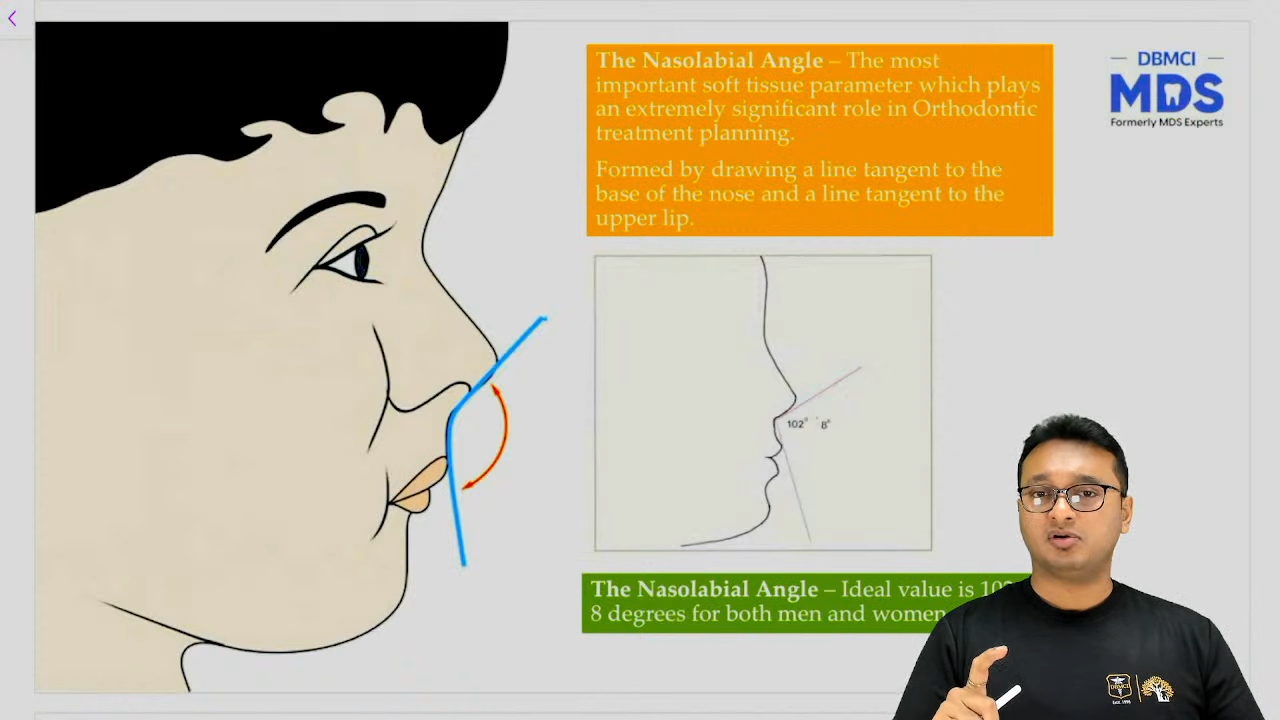 The Nasolabial Angle – The most
important soft tissue parameter which plays
an extremely significant role in Orthodontic
treatment planning.
Formed by drawing a line tangent to the
base of the nose and a line tangent to the
upper lip.
DBMCI
MDS
Formerly MDS Experts
102° 8°
The Nasolabial Angle – Ideal value is
8 degrees for both men and women
DBMCI